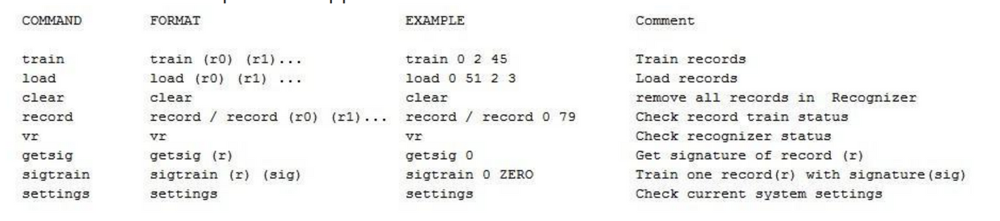 COMMAND FORMAT EXAMPLE Comment
train train (r0) (r1)... train 0 2 45 Train records
load load (r0) (r1) ... load 0 51 2 3 Load records
clear clear clear remove all records in Recognizer
record record / record (r0) (r1)... record / record 0 79 Check record train status
vr vr vr Check recognizer status
getsig getsig (r) getsig 0 Get signature of record (r)
sigtrain sigtrain (r) (sig) sigtrain 0 ZERO Train one record(r) with signature(sig)
settings settings settings Check current system settings